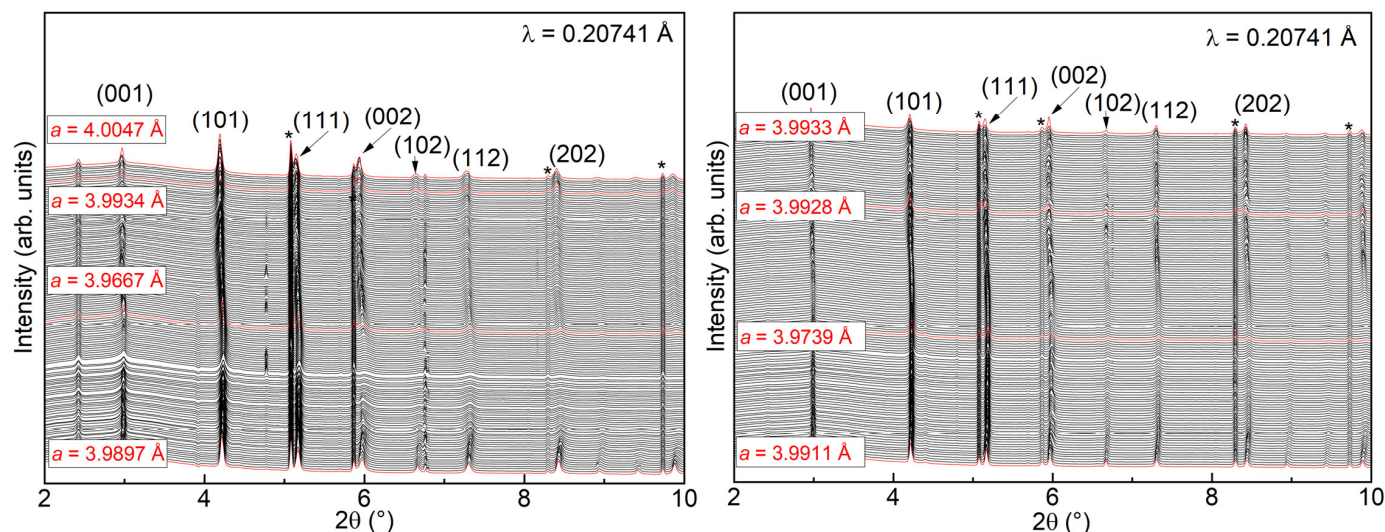 λ = 0.20741 Å
(001)
(101)
(111)
(002)
(102)
(112)
(202)
*
*
*
*
a = 4.0047 Å
a = 3.9934 Å
a = 3.9667 Å
a = 3.9897 Å
Intensity (arb. units)
2 4 6 8 10
2θ (°)
λ = 0.20741 Å
(001)
(101)
(111)
(002)
(102)
(112)
(202)
*
*
*
*
a = 3.9933 Å
a = 3.9928 Å
a = 3.9739 Å
a = 3.9911 Å
Intensity (arb. units)
2 4 6 8 10
2θ (°)